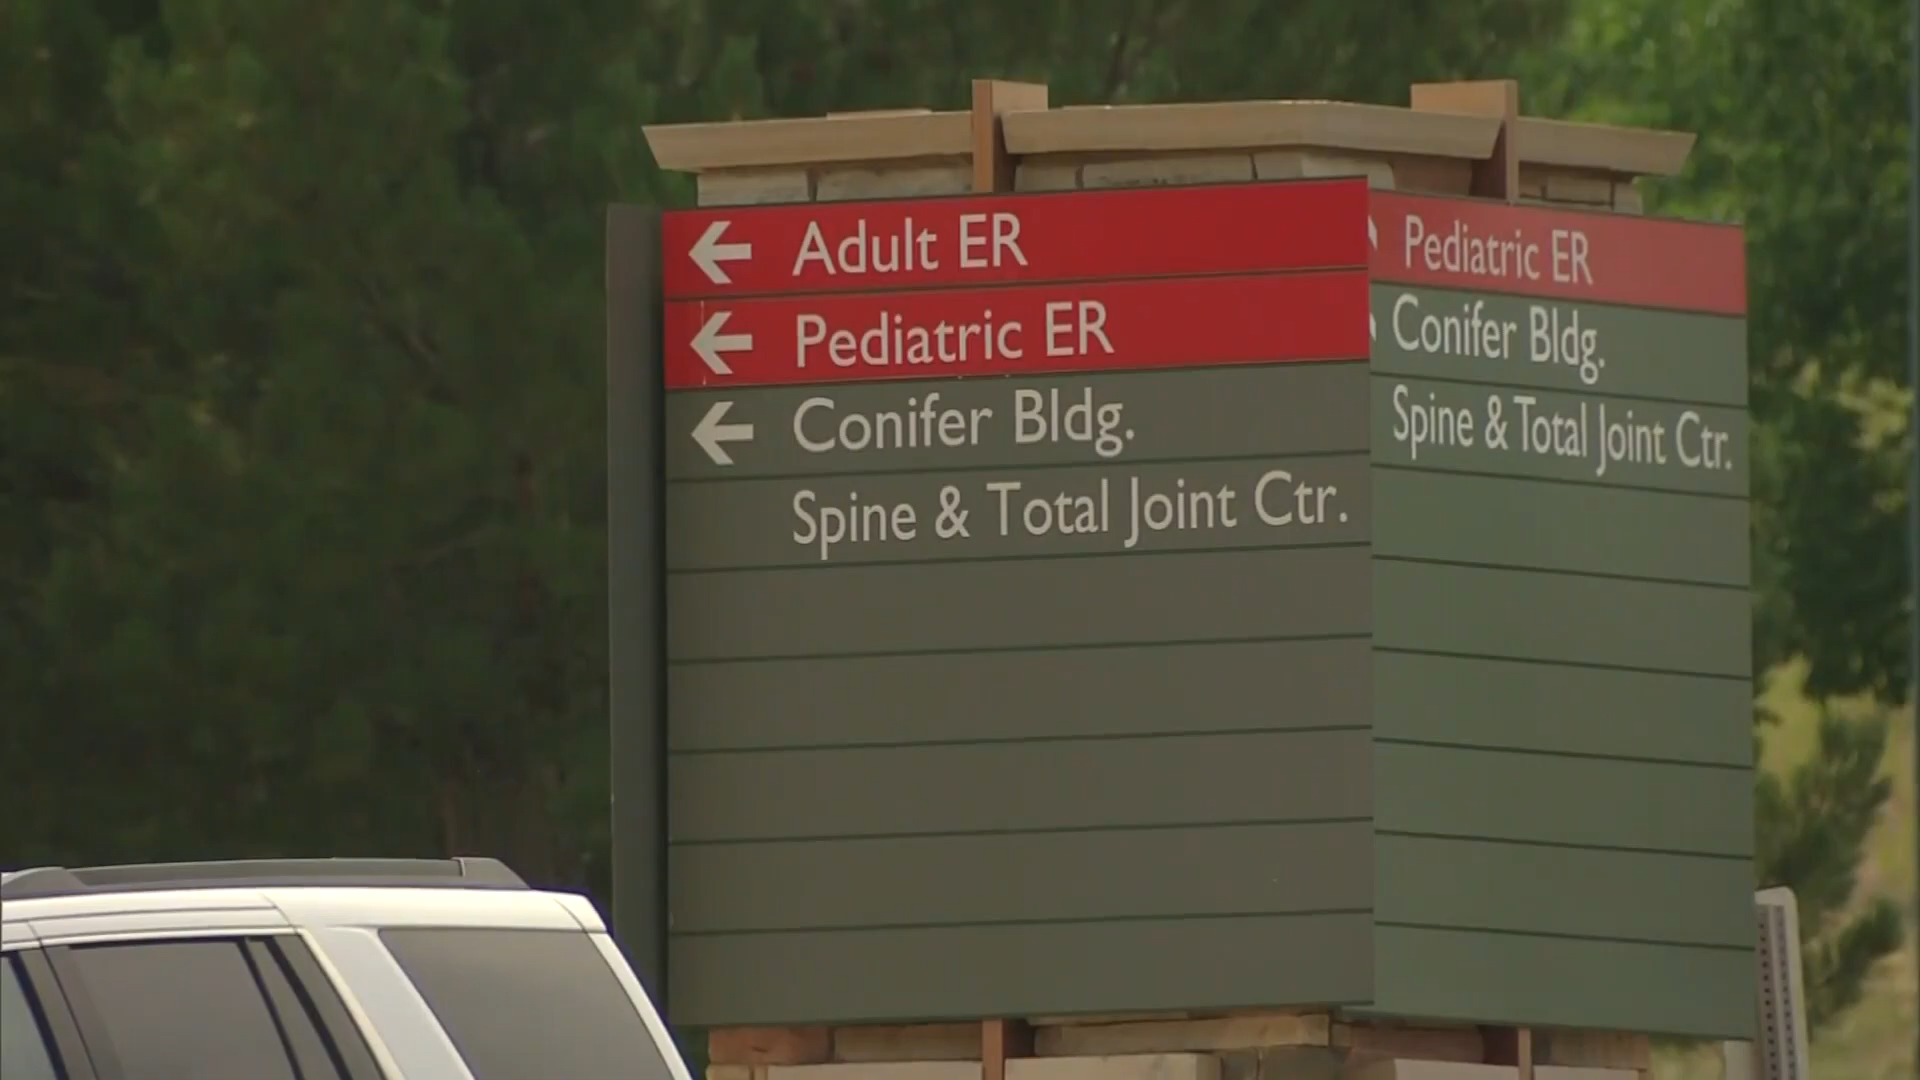 Adult ER
Pediatric ER
Conifer Bldg.
Spine & Total Joint Ctr.
Pediatric ER
Conifer Bldg.
Spine & Total Joint Ctr.